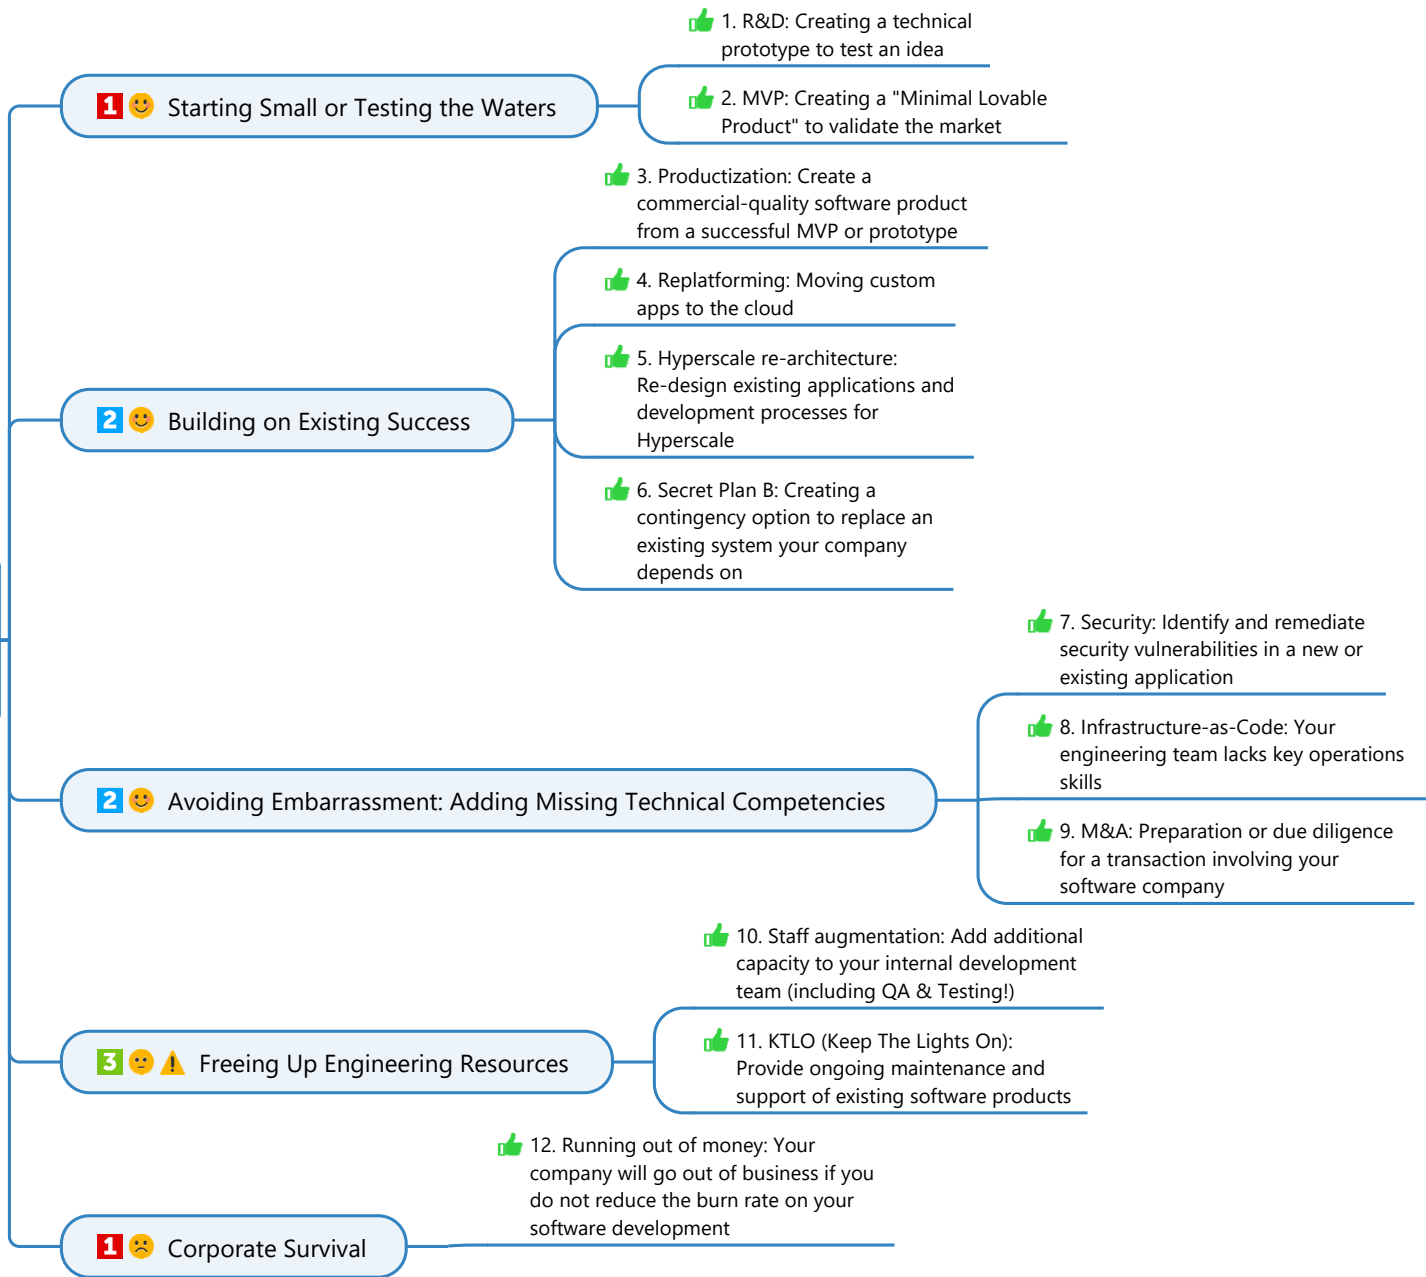 1. R&D: Creating a technical
prototype to test an idea
1 Starting Small or Testing the Waters
2. MVP: Creating a "Minimal Lovable
Product" to validate the market
3. Productization: Create a
commercial-quality software product
from a successful MVP or prototype
4. Replatforming: Moving custom
apps to the cloud
2 Building on Existing Success
5. Hyperscale re-architecture:
Re-design existing applications and
development processes for
Hyperscale
6. Secret Plan B: Creating a
contingency option to replace an
existing system your company
depends on
7. Security: Identify and remediate
security vulnerabilities in a new or
existing application
2 Avoiding Embarrassment: Adding Missing Technical Competencies
8. Infrastructure-as-Code: Your
engineering team lacks key operations
skills
9. M&A: Preparation or due diligence
for a transaction involving your
software company
10. Staff augmentation: Add additional
capacity to your internal development
team (including QA & Testing!)
3 Freeing Up Engineering Resources
11. KTLO (Keep The Lights On):
Provide ongoing maintenance and
support of existing software products
12. Running out of money: Your
company will go out of business if you
do not reduce the burn rate on your
software development
1 Corporate Survival